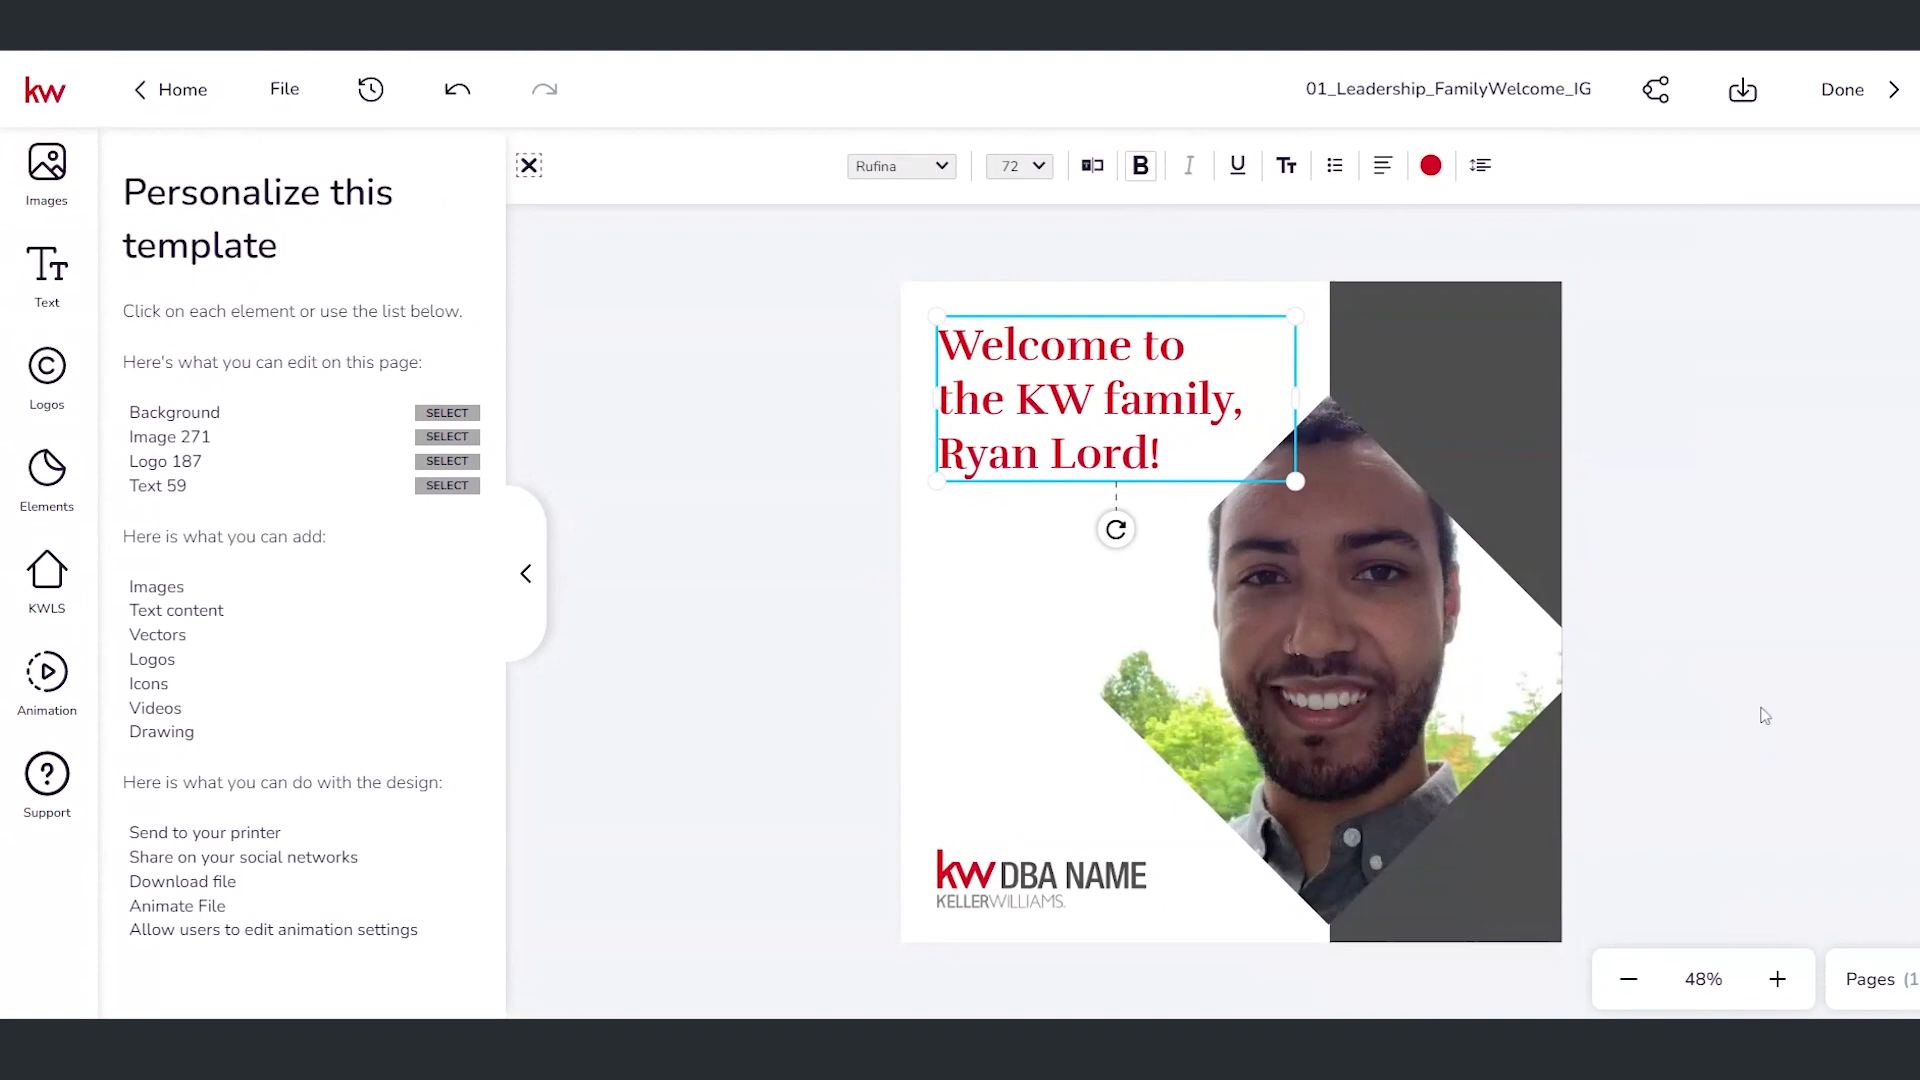 kw
Home
File
01_Leadership_FamilyWelcome_IG
Done
Images
Text
Logos
Elements
KWLS
Animation
Support
Personalize this
template
Click on each element or use the list below.
Here's what you can edit on this page:
Background SELECT
Image 271 SELECT
Logo 187 SELECT
Text 59 SELECT
Here is what you can add:
Images
Text content
Vectors
Logos
Icons
Videos
Drawing
Here is what you can do with the design:
Send to your printer
Share on your social networks
Download file
Animate File
Allow users to edit animation settings
Rufina
72
B
I
U
Tt
Welcome to
the KW family,
Ryan Lord!
kw DBA NAME
KELLERWILLIAMS.
48%
Pages (1